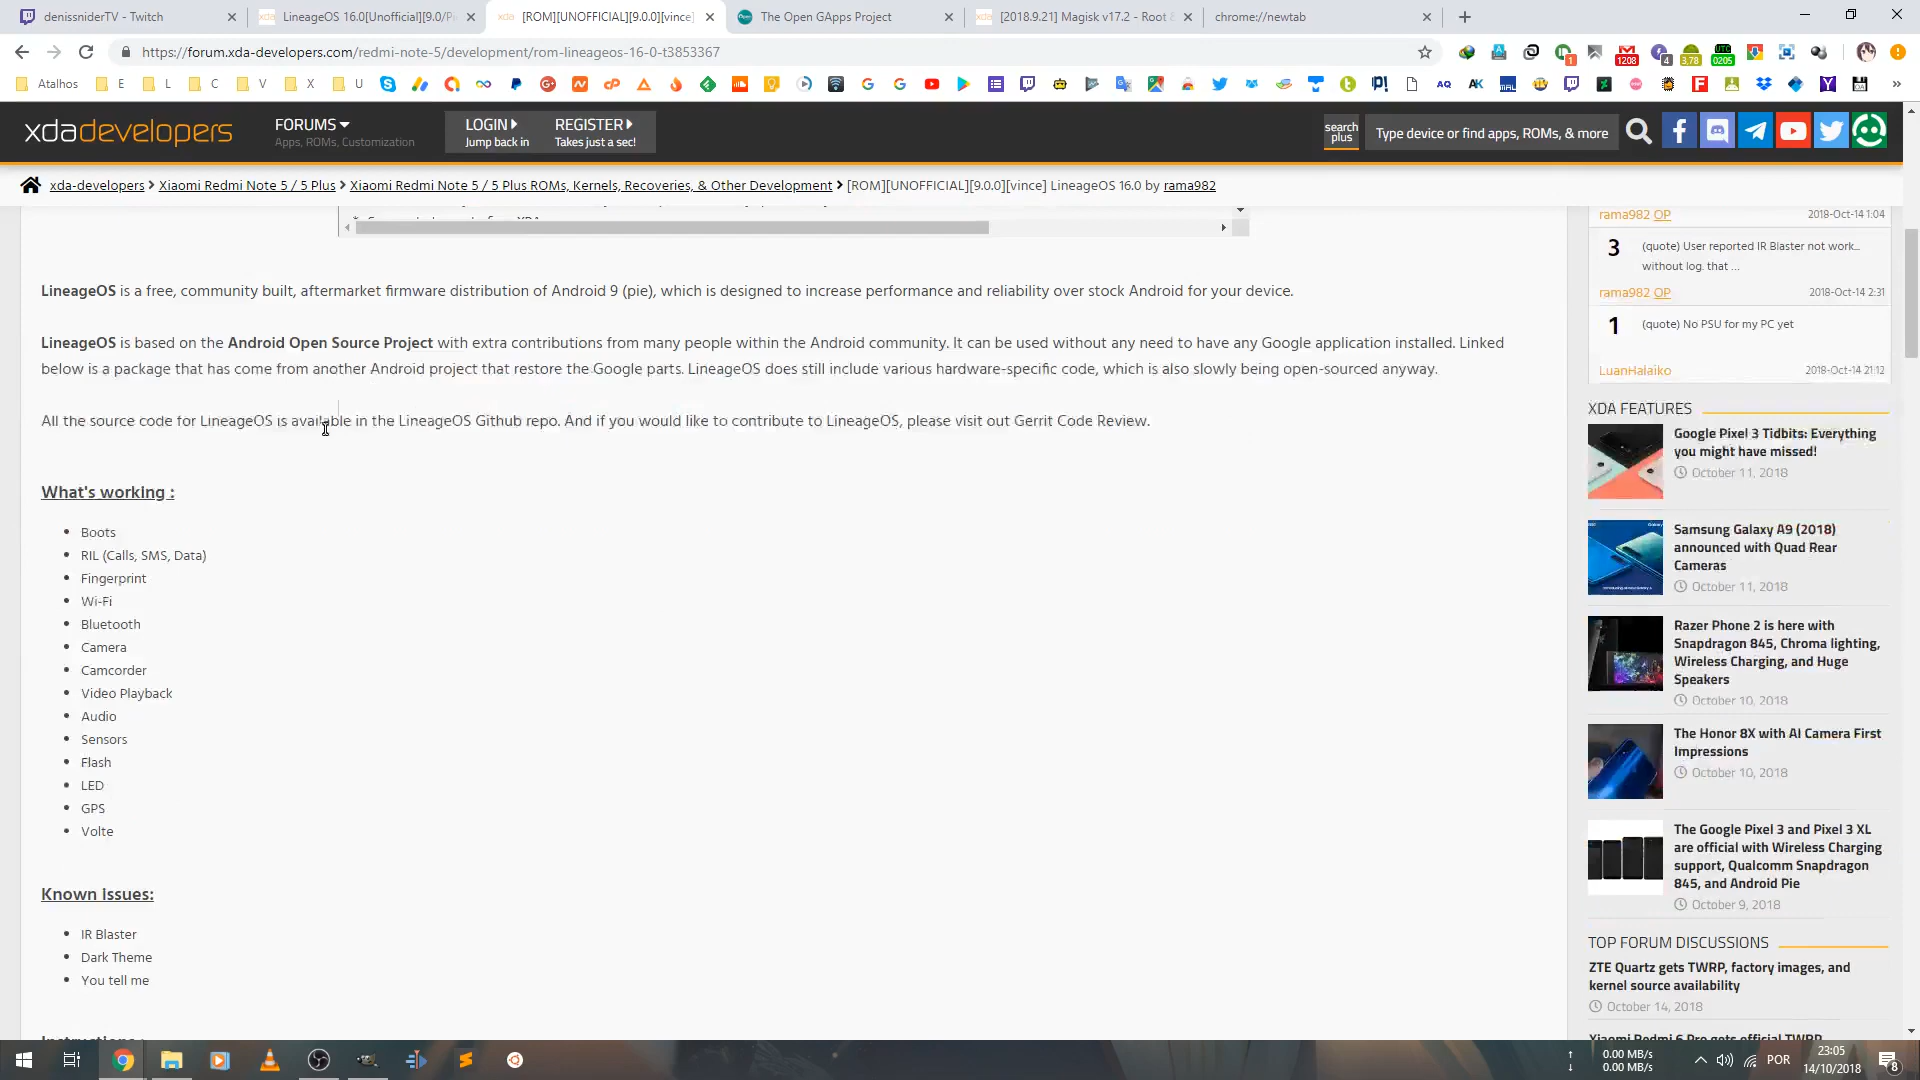 denissniderTV - Twitch
LineageOS 16.0[Unofficial][9.0/Pi
[ROM][UNOFFICIAL][9.0.0][vince]
The Open GApps Project
[2018.9.21] Magisk v17.2 - Root &
chrome://newtab
https://forum.xda-developers.com/redmi-note-5/development/rom-lineageos-16-0-t3853367
1
1208
4
3,78
UTC
0205
Atalhos
E
L
C
V
X
U
xdadevelopers
FORUMS
Apps, ROMs, Customization
LOGIN
Jump back in
REGISTER
Takes just a sec!
search
plus
Type device or find apps, ROMs, & more
xda-developers
Xiaomi Redmi Note 5 / 5 Plus
Xiaomi Redmi Note 5 / 5 Plus ROMs, Kernels, Recoveries, & Other Development
[ROM][UNOFFICIAL][9.0.0][vince] LineageOS 16.0 by rama982
LineageOS is a free, community built, aftermarket firmware distribution of Android 9 (pie), which is designed to increase performance and reliability over stock Android for your device.
LineageOS is based on the Android Open Source Project with extra contributions from many people within the Android community. It can be used without any need to have any Google application installed. Linked
below is a package that has come from another Android project that restore the Google parts. LineageOS does still include various hardware-specific code, which is also slowly being open-sourced anyway.
All the source code for LineageOS is available in the LineageOS Github repo. And if you would like to contribute to LineageOS, please visit out Gerrit Code Review.
What's working :
Boots
RIL (Calls, SMS, Data)
Fingerprint
Wi-Fi
Bluetooth
Camera
Camcorder
Video Playback
Audio
Sensors
Flash
LED
GPS
Volte
Known issues:
IR Blaster
Dark Theme
You tell me
rama982 OP
2018-Oct-14 1:04
3
(quote) User reported IR Blaster not work...
without log. that ...
rama982 OP
2018-Oct-14 2:31
1
(quote) No PSU for my PC yet
LuanHalaiko
2018-Oct-14 21:12
XDA FEATURES
Google Pixel 3 Tidbits: Everything
you might have missed!
October 11, 2018
Samsung Galaxy A9 (2018)
announced with Quad Rear
Cameras
October 11, 2018
Razer Phone 2 is here with
Snapdragon 845, Chroma lighting,
Wireless Charging, and Huge
Speakers
October 10, 2018
The Honor 8X with AI Camera First
Impressions
October 10, 2018
The Google Pixel 3 and Pixel 3 XL
are official with Wireless Charging
support, Qualcomm Snapdragon
845, and Android Pie
October 9, 2018
TOP FORUM DISCUSSIONS
ZTE Quartz gets TWRP, factory images, and
kernel source availability
October 14, 2018
Xiaomi Redmi 6 Pro gets official TWRP
0.00 MB/s
0.00 MB/s
POR
23:05
14/10/2018
8